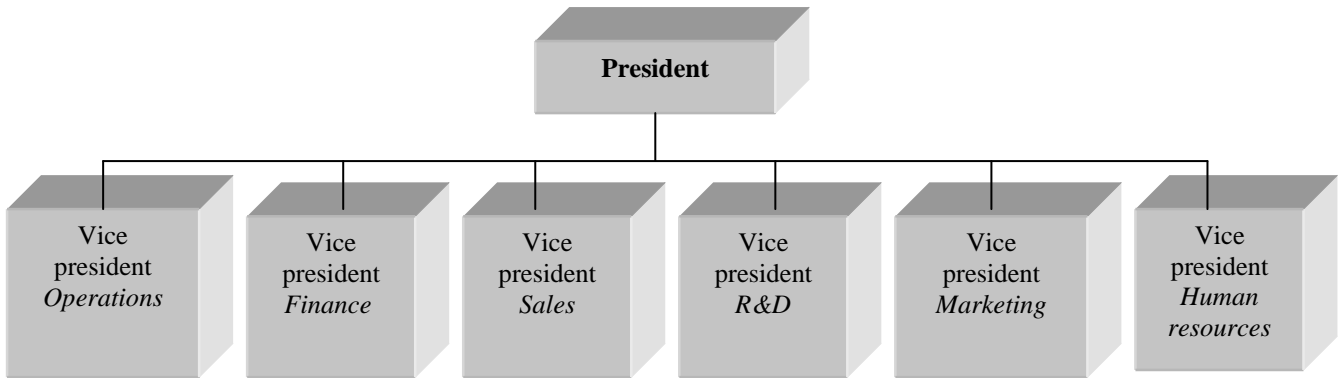 President
Vice
president
Operations
Vice
president
Finance
Vice
president
Sales
Vice
president
R&D
Vice
president
Marketing
Vice
president
Human
resources